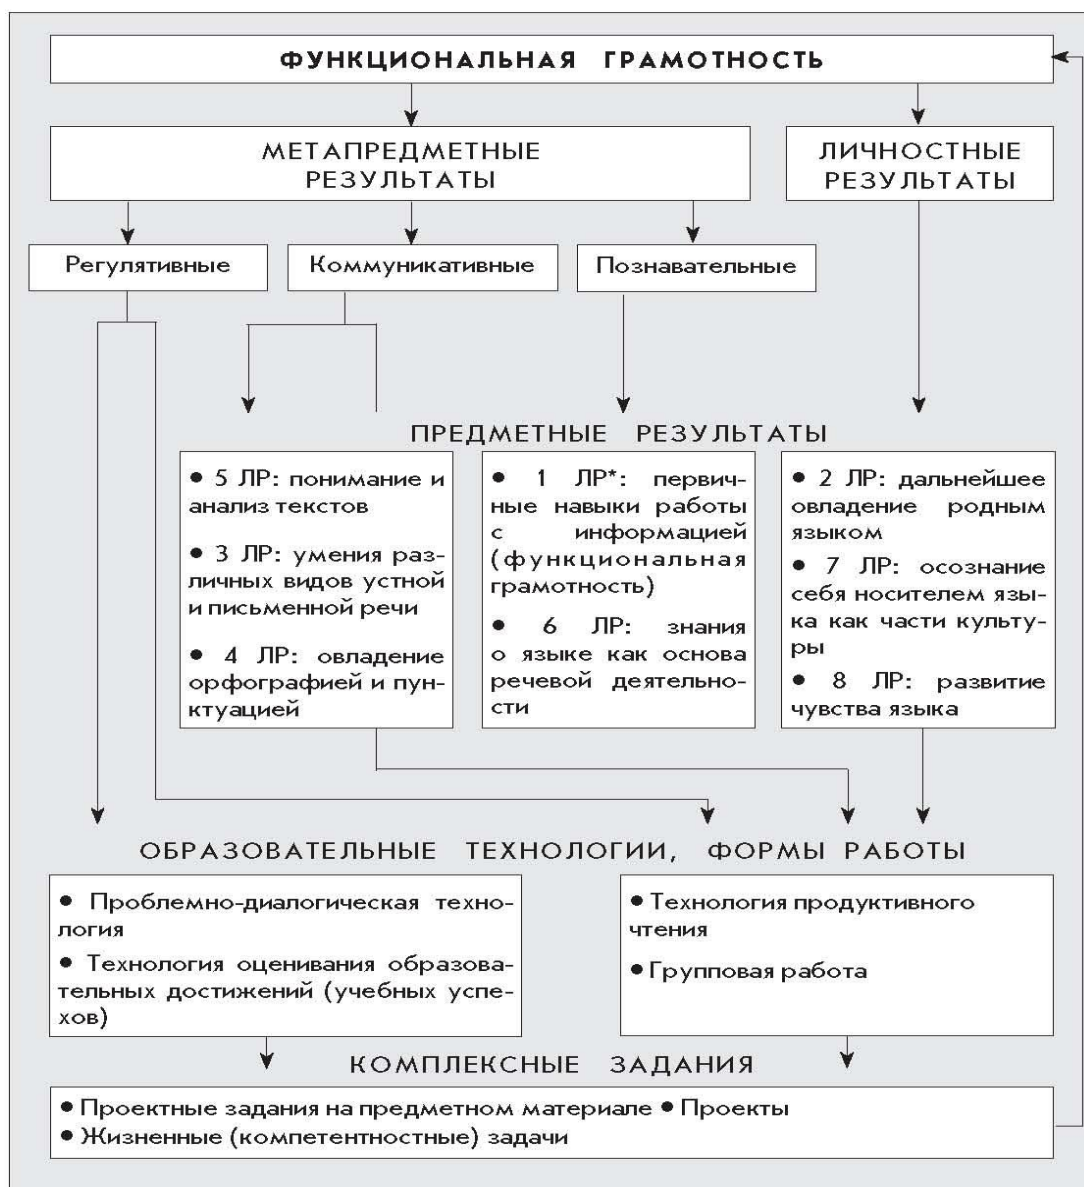 ФУНКЦИОНАЛЬНАЯ ГРАМОТНОСТЬ
МЕТАПРЕДМЕТНЫЕ
РЕЗУЛЬТАТЫ
ЛИЧНОСТНЫЕ
РЕЗУЛЬТАТЫ
Регулятивные
Коммуникативные
Познавательные
ПРЕДМЕТНЫЕ РЕЗУЛЬТАТЫ
● 5 ЛР: понимание и
анализ текстов
● 3 ЛР: умения раз-
личных видов устной
и письменной речи
● 4 ЛР: овладение
орфографией и пун-
ктуацией
● 1 ЛР*: первич-
ные навыки работы
с информацией
(функциональная
грамотность)
● 6 ЛР: знания
о языке как основа
речевой деятельно-
сти
● 2 ЛР: дальнейшее
овладение родным
языком
● 7 ЛР: осознание
себя носителем язы-
ка как части культу-
ры
● 8 ЛР: развитие
чувства языка
ОБРАЗОВАТЕЛЬНЫЕ ТЕХНОЛОГИИ, ФОРМЫ РАБОТЫ
● Проблемно-диалогическая техно-
логия
● Технология оценивания образова-
тельных достижений (учебных успе-
хов)
● Технология продуктивного
чтения
● Групповая работа
КОМПЛЕКСНЫЕ ЗАДАНИЯ
● Проектные задания на предметном материале ● Проекты
● Жизненные (компетентностные) задачи